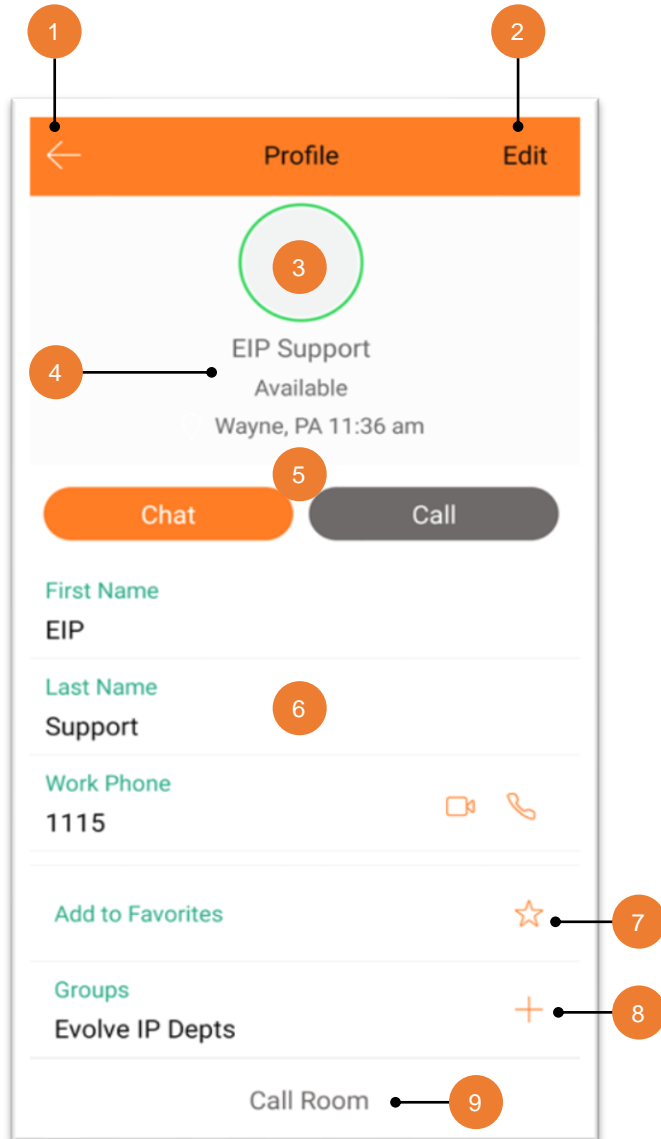 1 2
Profile Edit
3
EIP Support
4
Available
Wayne, PA 11:36 am
5
Chat Call
First Name
EIP
Last Name
6
Support
Work Phone
1115
Add to Favorites
7
Groups
8
Evolve IP Depts
Call Room 9